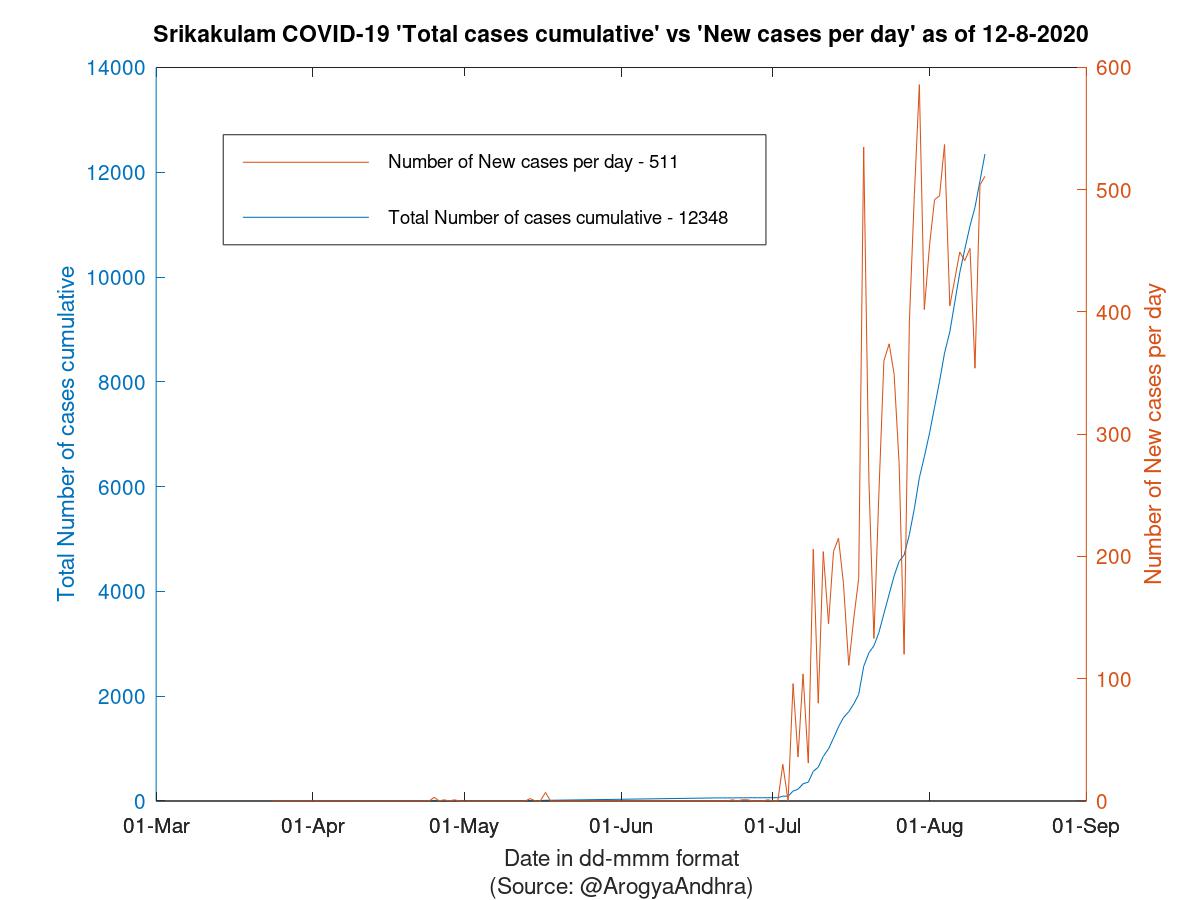 Srikakulam COVID-19 'Total cases cumulative' vs 'New cases per day' as of 12-8-2020
14000
12000
10000
8000
6000
4000
2000
0
Total Number of cases cumulative
Number of New cases per day - 511
Total Number of cases cumulative - 12348
600
500
400
300
200
100
0
Number of New cases per day
01-Mar 01-Apr 01-May 01-Jun 01-Jul 01-Aug 01-Sep
Date in dd-mmm format
(Source: @ArogyaAndhra)